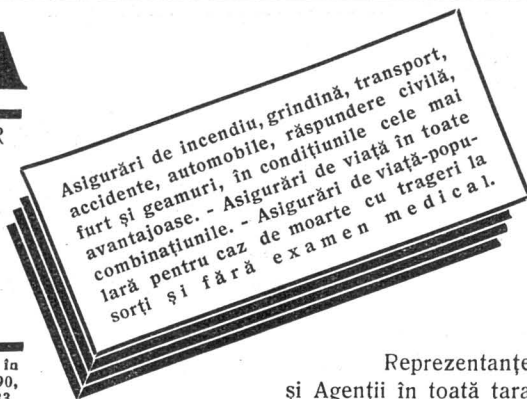 R
Asigurări de incendiu, grindină, transport,
accidente, automobile, răspundere civilă,
furt și geamuri, în condițiunile cele mai
avantajoase. - Asigurări de viață în toate
combinațiunile. - Asigurări de viață-popu-
lară pentru caz de moarte cu trageri la
sorți și fără examen medical.
în
90,
Reprezentanțe
și Agenții în toată țara